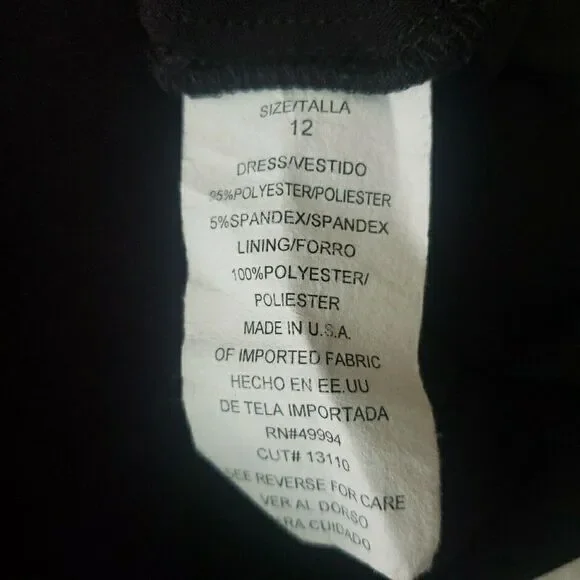 SIZE/TALLA
12
DRESS/VESTIDO
95%POLYESTER/POLIESTER
5%SPANDEX/SPANDEX
LINING/FORRO
100%POLYESTER/
POLIESTER
MADE IN U.S.A.
OF IMPORTED FABRIC
HECHO EN EE.UU
DE TELA IMPORTADA
RN#49994
CUT# 13110
SEE REVERSE FOR CARE
VER AL DORSO
CUIDADO